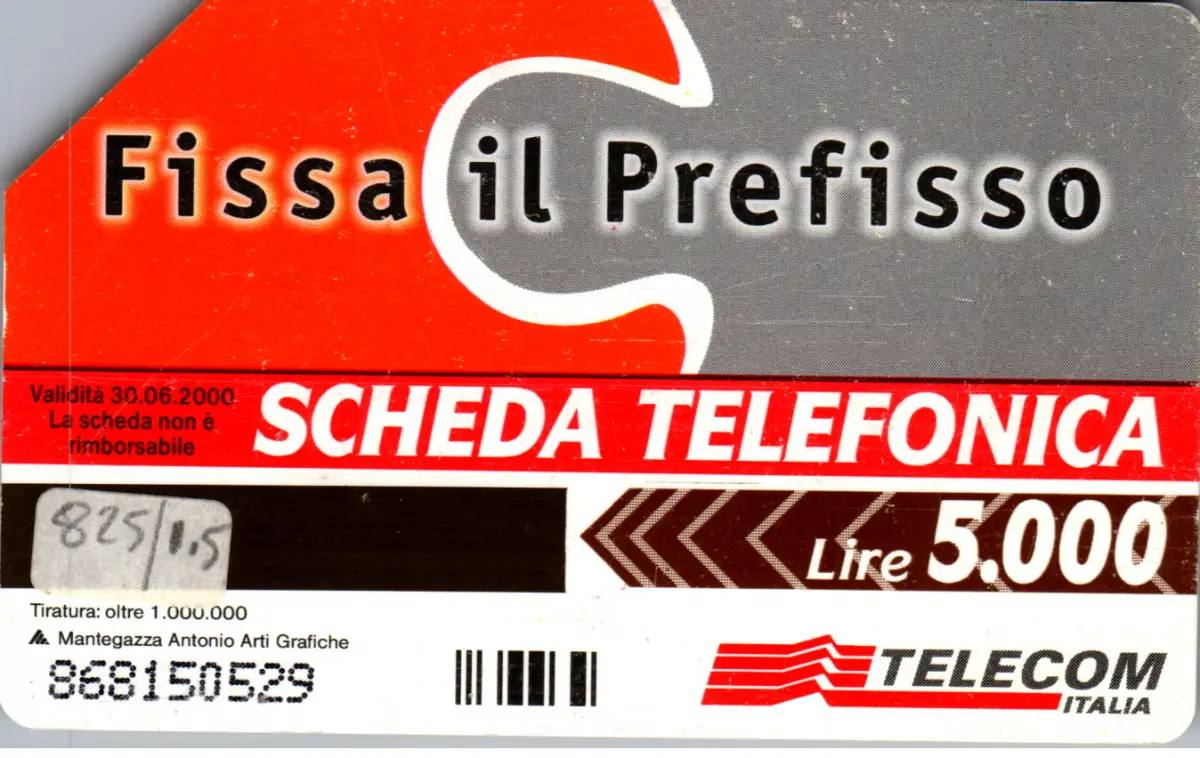 Fissa il Prefisso
Validità 30.06.2000
La scheda non è
rimborsabile
SCHEDA TELEFONICA
825/1.5
Lire 5.000
Tiratura: oltre 1.000.000
Mantegazza Antonio Arti Grafiche
868150529
TELECOM
ITALIA